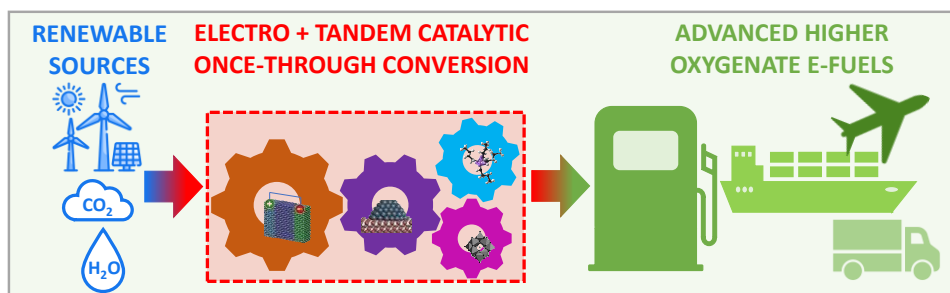 RENEWABLE
SOURCES
ELECTRO + TANDEM CATALYTIC
ONCE-THROUGH CONVERSION
ADVANCED HIGHER
OXYGENATE E-FUELS
CO₂
H₂O
+
−